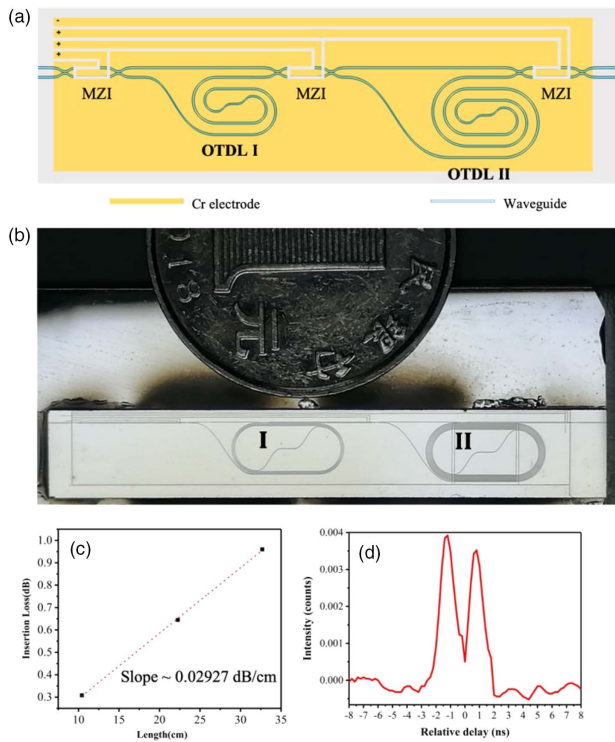 (a)
-
+
+
+
+
MZI
MZI
MZI
OTDL I
OTDL II
Cr electrode
Waveguide
(b)
I
II
(c)
Insertion Loss(dB)
1.0
0.9
0.8
0.7
0.6
0.5
0.4
0.3
Slope ~ 0.02927 dB/cm
10 15 20 25 30 35
Length(cm)
(d)
Intensity (counts)
0.004
0.003
0.002
0.001
0.000
-8 -7 -6 -5 -4 -3 -2 -1 0 1 2 3 4 5 6 7 8
Relative delay (ns)